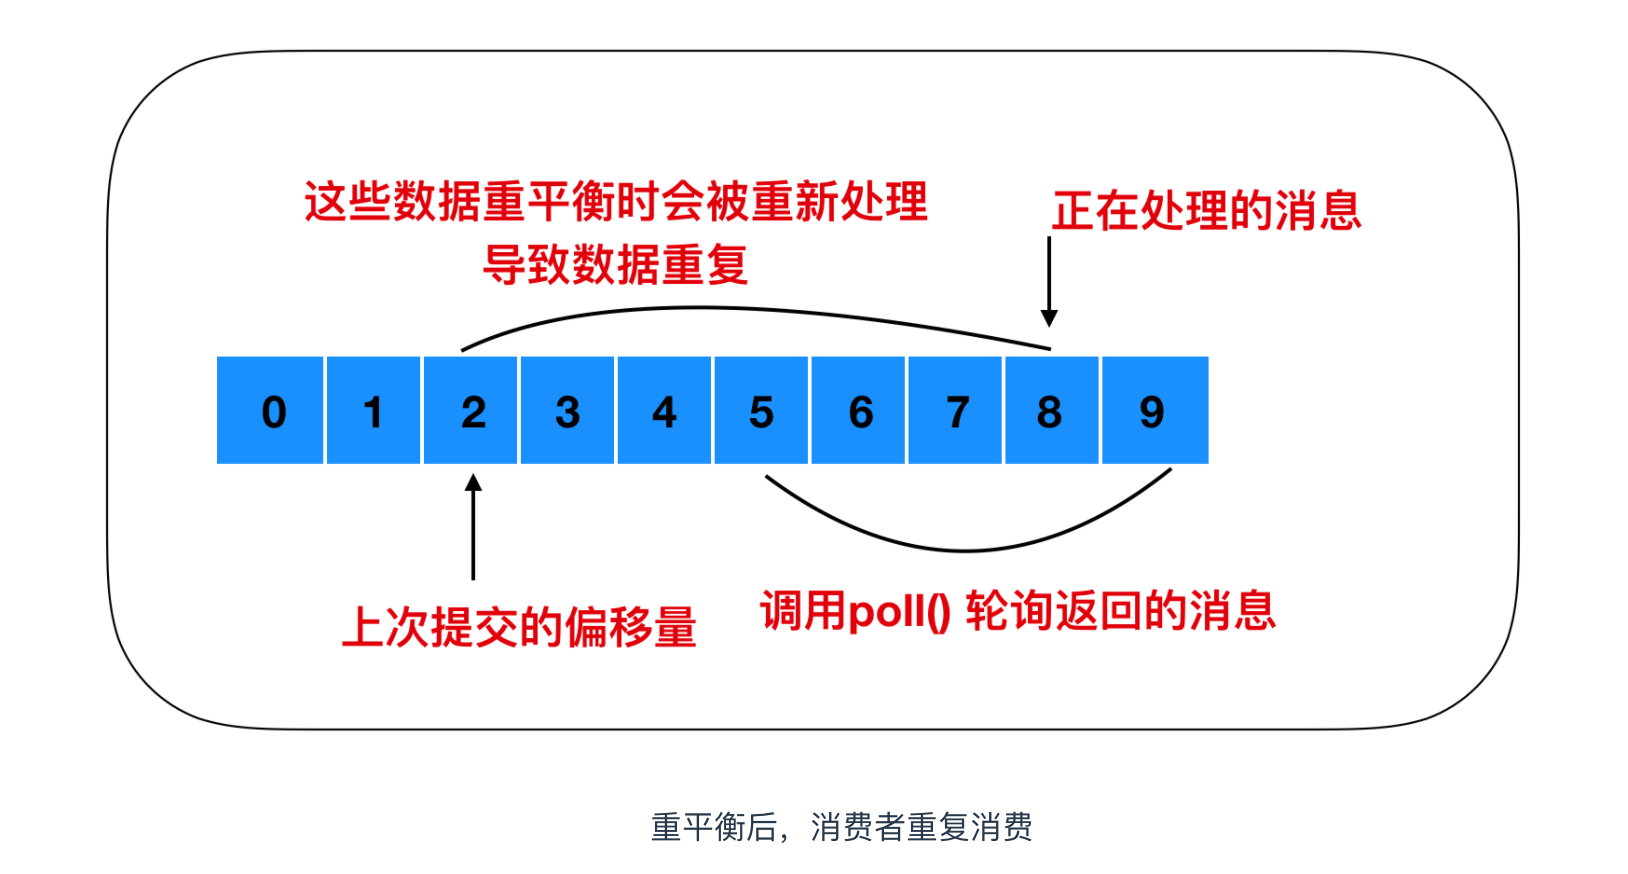 这些数据重平衡时会被重新处理
导致数据重复
正在处理的消息
0 1 2 3 4 5 6 7 8 9
上次提交的偏移量
调用poll() 轮询返回的消息
重平衡后，消费者重复消费